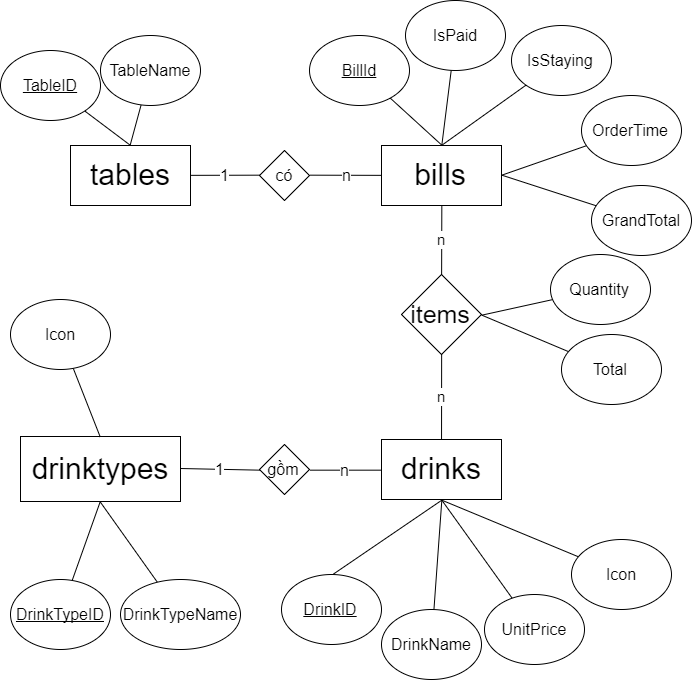 IsPaid
IsStaying
TableName
BillId
TableID
OrderTime
tables
1
có
n
bills
GrandTotal
n
Quantity
items
Icon
Total
n
drinktypes
1
gồm
n
drinks
Icon
DrinkTypeID
DrinkTypeName
DrinkID
UnitPrice
DrinkName